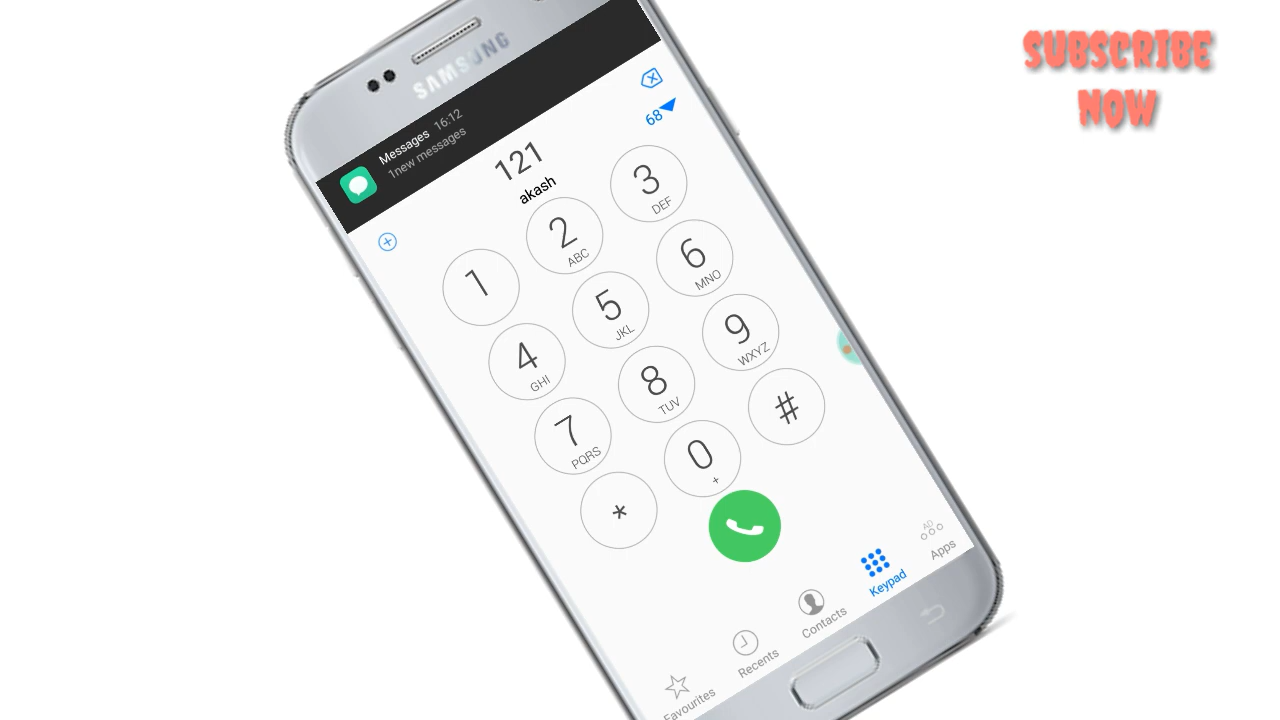 SUBSCRIBE
NOW
SAMSUNG
Messages 16:12
1new messages
68
121
akash
1
2
ABC
3
DEF
4
GHI
5
JKL
6
MNO
7
PQRS
8
TUV
9
WXYZ
*
0
+
#
Favourites
Recents
Contacts
Keypad
AD
Apps